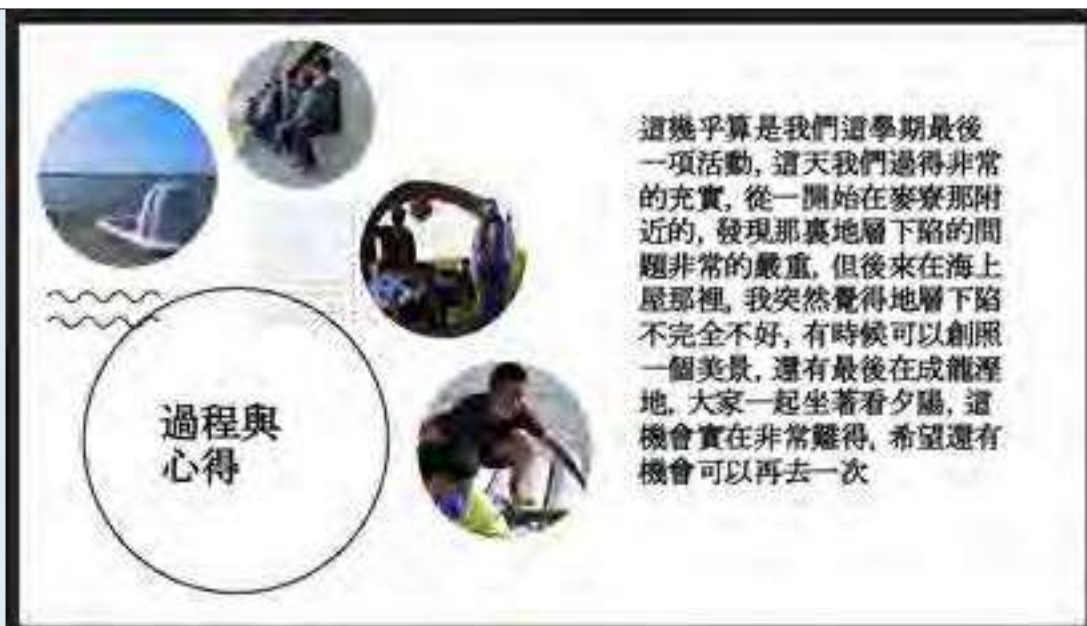 過程與
心得
這幾乎算是我們這學期最後
一項活動, 這天我們過得非常
的充實, 從一開始在麥寮那附
近的, 發現那裏地層下陷的問
題非常的嚴重, 但後來在海上
屋那裡, 我突然覺得地層下陷
不完全不好, 有時候可以創照
一個美景, 還有最後在成龍溼
地, 大家一起坐著看夕陽, 這
機會實在非常難得, 希望還有
機會可以再去一次